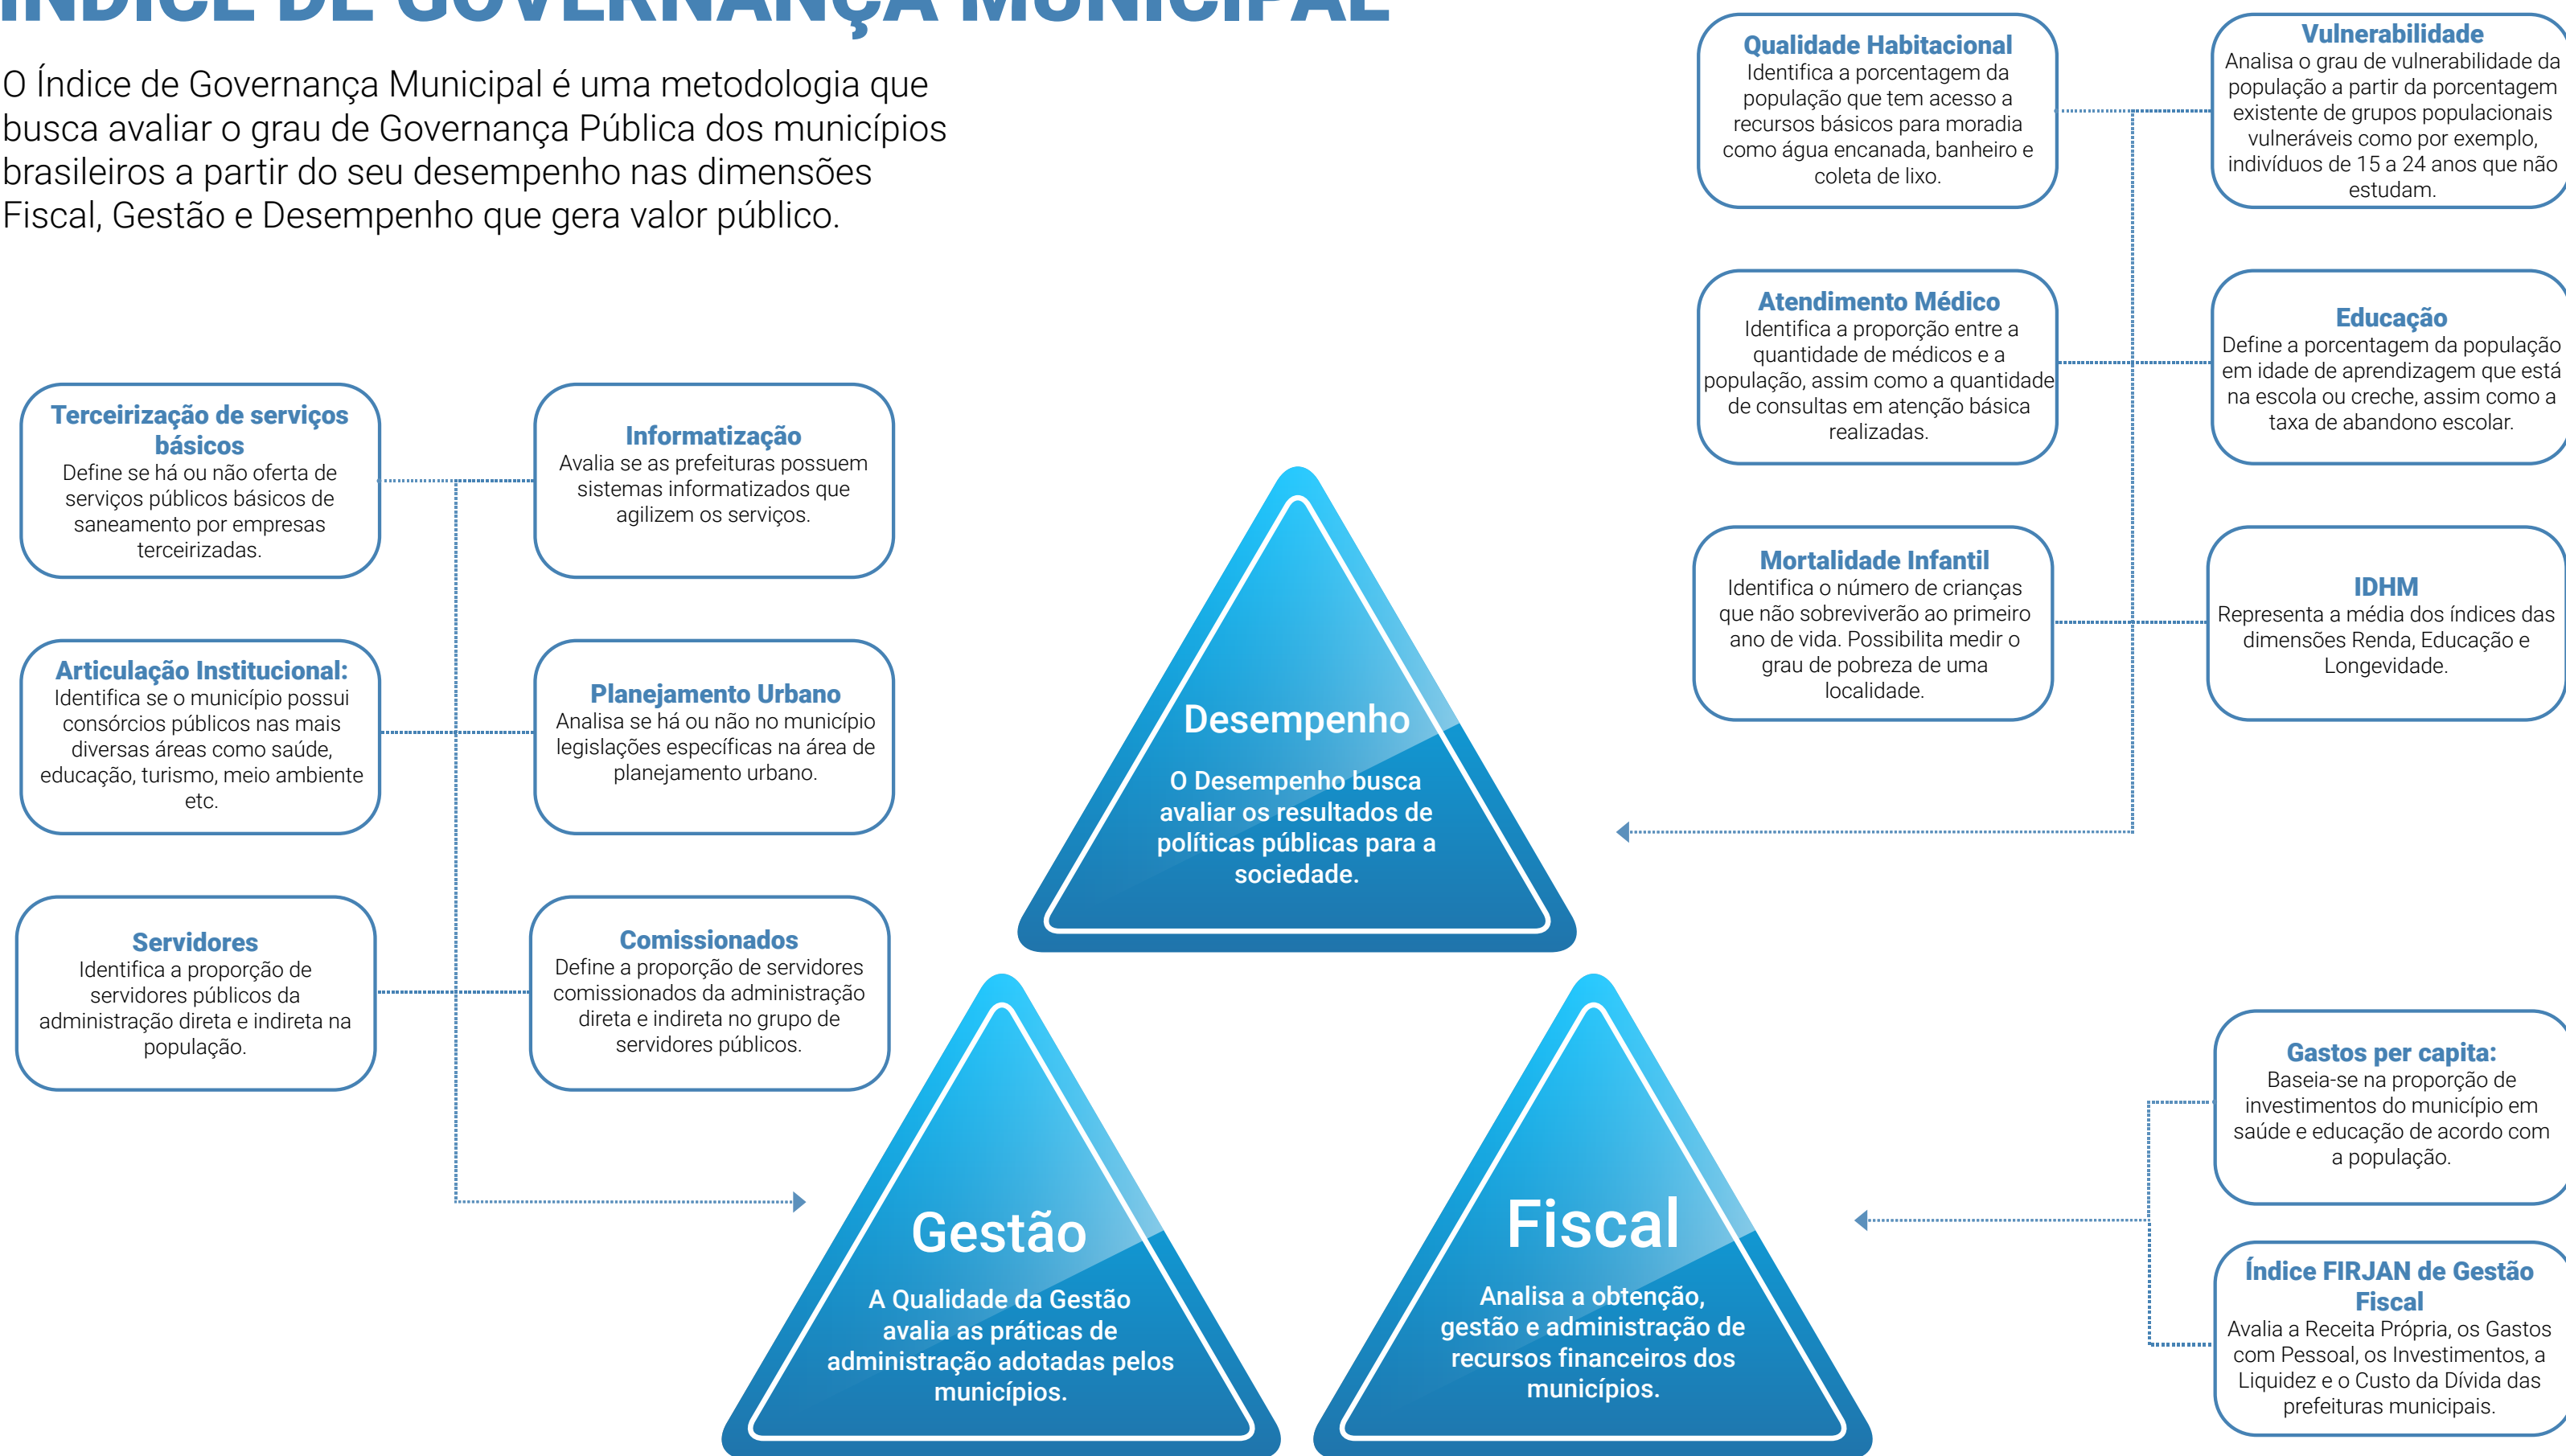 ÍNDICE DE GOVERNANÇA MUNICIPAL
O Índice de Governança Municipal é uma metodologia que
busca avaliar o grau de Governança Pública dos municípios
brasileiros a partir do seu desempenho nas dimensões
Fiscal, Gestão e Desempenho que gera valor público.
Terceirização de serviços
básicos
Define se há ou não oferta de
serviços públicos básicos de
saneamento por empresas
terceirizadas.
Informatização
Avalia se as prefeituras possuem
sistemas informatizados que
agilizem os serviços.
Articulação Institucional:
Identifica se o município possui
consórcios públicos nas mais
diversas áreas como saúde,
educação, turismo, meio ambiente
etc.
Planejamento Urbano
Analisa se há ou não no município
legislações específicas na área de
planejamento urbano.
Servidores
Identifica a proporção de
servidores públicos da
administração direta e indireta na
população.
Comissionados
Define a proporção de servidores
comissionados da administração
direta e indireta no grupo de
servidores públicos.
Qualidade Habitacional
Identifica a porcentagem da
população que tem acesso a
recursos básicos para moradia
como água encanada, banheiro e
coleta de lixo.
Vulnerabilidade
Analisa o grau de vulnerabilidade da
população a partir da porcentagem
existente de grupos populacionais
vulneráveis como por exemplo,
indivíduos de 15 a 24 anos que não
estudam.
Atendimento Médico
Identifica a proporção entre a
quantidade de médicos e a
população, assim como a quantidade
de consultas em atenção básica
realizadas.
Educação
Define a porcentagem da população
em idade de aprendizagem que está
na escola ou creche, assim como a
taxa de abandono escolar.
Mortalidade Infantil
Identifica o número de crianças
que não sobreviverão ao primeiro
ano de vida. Possibilita medir o
grau de pobreza de uma
localidade.
IDHM
Representa a média dos índices das
dimensões Renda, Educação e
Longevidade.
Desempenho
O Desempenho busca
avaliar os resultados de
políticas públicas para a
sociedade.
Gestão
A Qualidade da Gestão
avalia as práticas de
administração adotadas pelos
municípios.
Fiscal
Analisa a obtenção,
gestão e administração de
recursos financeiros dos
municípios.
Gastos per capita:
Baseia-se na proporção de
investimentos do município em
saúde e educação de acordo com
a população.
Índice FIRJAN de Gestão
Fiscal
Avalia a Receita Própria, os Gastos
com Pessoal, os Investimentos, a
Liquidez e o Custo da Dívida das
prefeituras municipais.